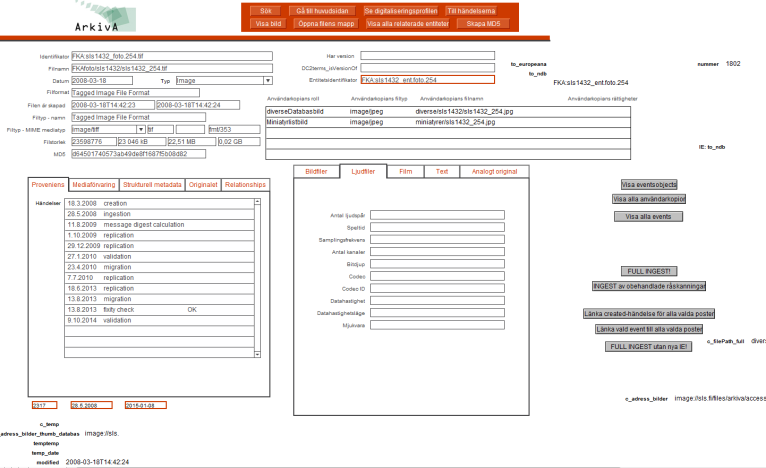 ArkivA
Sök Gå till huvudsidan Se digitaliseringsprofilen Till händelserna
Visa bild Öppna filens mapp Visa alla relaterade entiteter Skapa MD5
Identifikator FKA:sls1432_foto.254.tif
Filnamn FKAfoto/sls1432/sls1432_254.tif
Datum 2008-03-18 Typ Image
Filformat Tagged Image File Format
Filen är skapad 2008-03-18T14:42:23 2008-03-18T14:42:24
Filtyp - namn Tagged Image File Format
Filtyp - MIME mediatyp image/tiff tif fmt/353
Filstorlek 23598776 23 046 kB 22,51 MB 0,02 GB
MD5 d64501740573ab49de8f1687f5b08d82
Har version
DC2terms_isVersionOf
Entitetsidentifikator FKA:sls1432_ent.foto.254
to_europeana
to_ndb
FKA:sls1432_ent.foto.254
nummer 1802
Användarkopians roll Användarkopians filtyp Användarkopians filnamn Användarkopians rättigheter
diverseDatabasbild image/jpeg diverse/sls1432/sls1432_254.jpg
Miniatyrlistbild image/jpeg miniatyrer/sls1432_254.jpg
IE: to_ndb
Proveniens Mediaförvaring Strukturell metadata Originalet Relationships
Händelser 18.3.2008 creation
28.5.2008 ingestion
11.8.2009 message digest calculation
1.10.2009 replication
29.12.2009 replication
27.1.2010 validation
23.4.2010 migration
7.7.2010 replication
18.6.2013 replication
13.8.2013 migration
13.8.2013 fixity check OK
9.10.2014 validation
Bildfiler Ljudfiler Film Text Analogt original
Antal ljudspår
Speltid
Samplingsfrekvens
Antal kanaler
Bitdjup
Codec
Codec ID
Datahastighet
Datahastighetsläge
Mjukvara
Visa eventsobjects
Visa alla användarkopior
Visa alla events
FULL INGEST!
INGEST av obehandlade råskanningar
Länka created-händelse för alla valda poster
Länka vald event till alla valda poster
FULL INGEST utan nya IE!
c_filePath_full divers
c_adress_bilder image://sls.fi/files/arkiva/access
2317 28.5.2008 2015-01-08
c_temp
adress_bilder_thumb_databas image://sls.
temptemp
temp_date
modified 2008-03-18T14:42:24